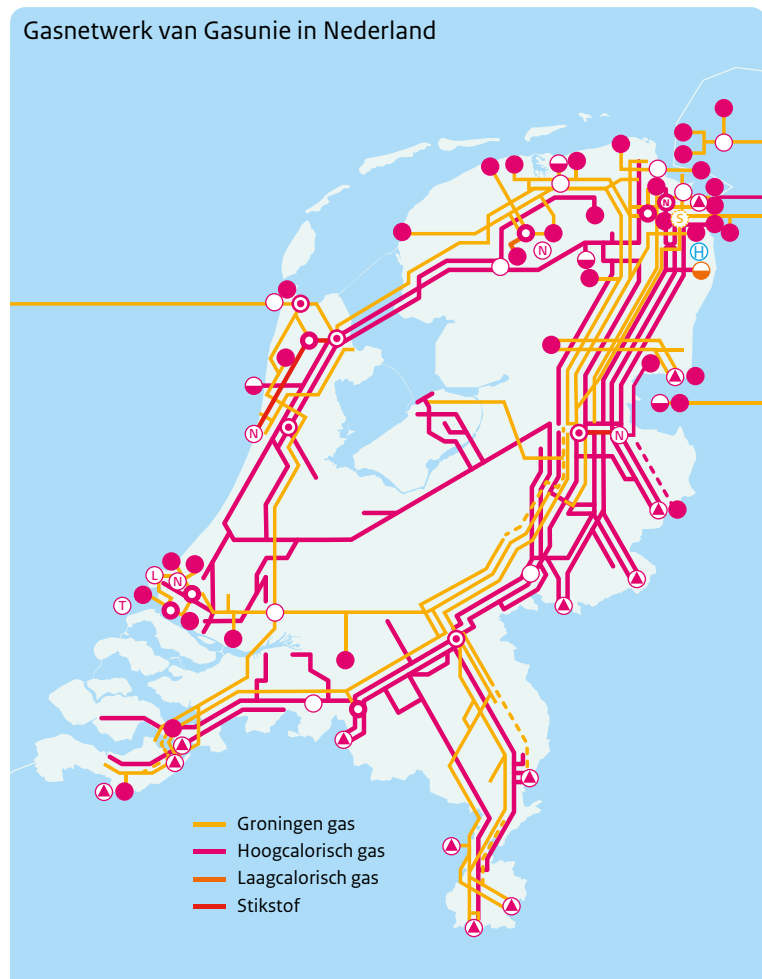 Gasnetwerk van Gasunie in Nederland
N
S
N
H
N
N
L
N
T
Groningen gas
Hoogcalorisch gas
Laagcalorisch gas
Stikstof